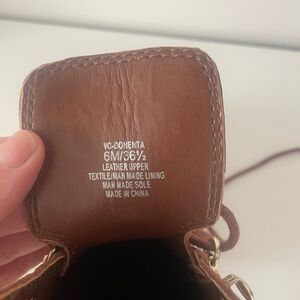 VC-DONENTA
6M/36½
LEATHER UPPER
TEXTILE/MAN MADE LINING
MAN MADE/SOLE
MADE IN CHINA